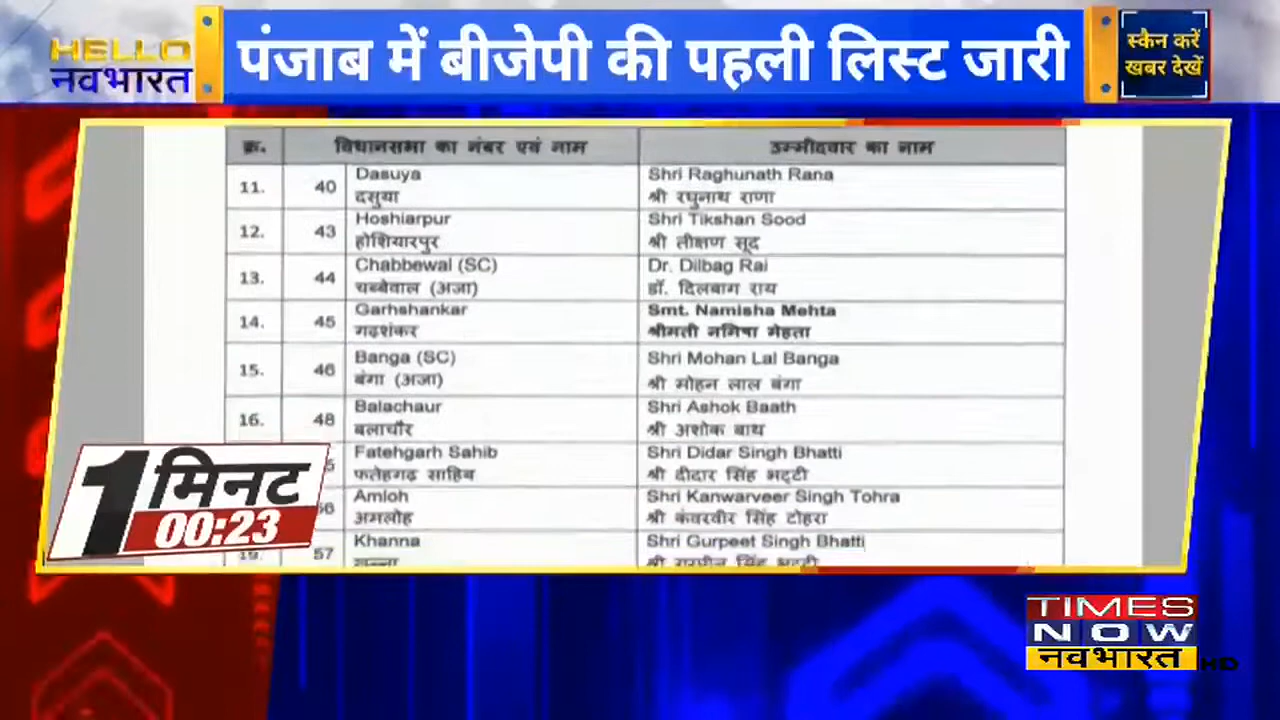 HELLO
नवभारत
पंजाब में बीजेपी की पहली लिस्ट जारी
स्कैन करें
खबर देखें
क्र. विधानसभा का नंबर एवं नाम उम्मीदवार का नाम
11. 40 Dasuya Shri Raghunath Rana
दसुया श्री रघुनाथ राणा
12. 43 Hoshiarpur Shri Tikshan Sood
होशियारपुर श्री तीक्षण सूद
13. 44 Chabbewal (SC) Dr. Dilbag Rai
चब्बेवाल (अजा) डॉ. दिलबाग राय
14. 45 Garhshankar Smt. Namisha Mehta
गढ़शंकर श्रीमती नमिषा मेहता
15. 46 Banga (SC) Shri Mohan Lal Banga
बंगा (अजा) श्री मोहन लाल बंगा
16. 48 Balachaur Shri Ashok Baath
बलाचौर श्री अशोक बाथ
Fatehgarh Sahib Shri Didar Singh Bhatti
फतेहगढ़ साहिब श्री दीदार सिंह भट्टी
Amloh Shri Kanwarveer Singh Tohra
अमलोह श्री कंवरवीर सिंह टोहरा
19. 57 Khanna Shri Gurpeet Singh Bhatti
1 मिनट
00:23
TIMES
NOW
नवभारत HD